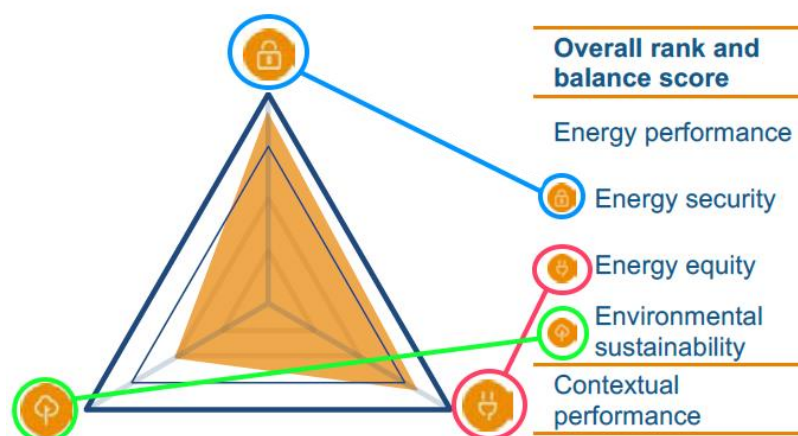 Overall rank and
balance score
Energy performance
Energy security
Energy equity
Environmental
sustainability
Contextual
performance